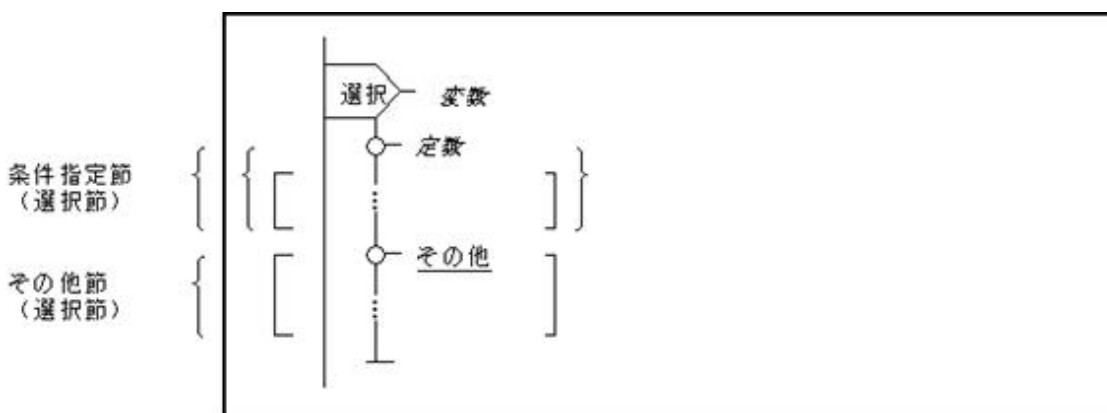 選択 変数
定数
条件指定節
（選択節）
その他
その他節
（選択節）